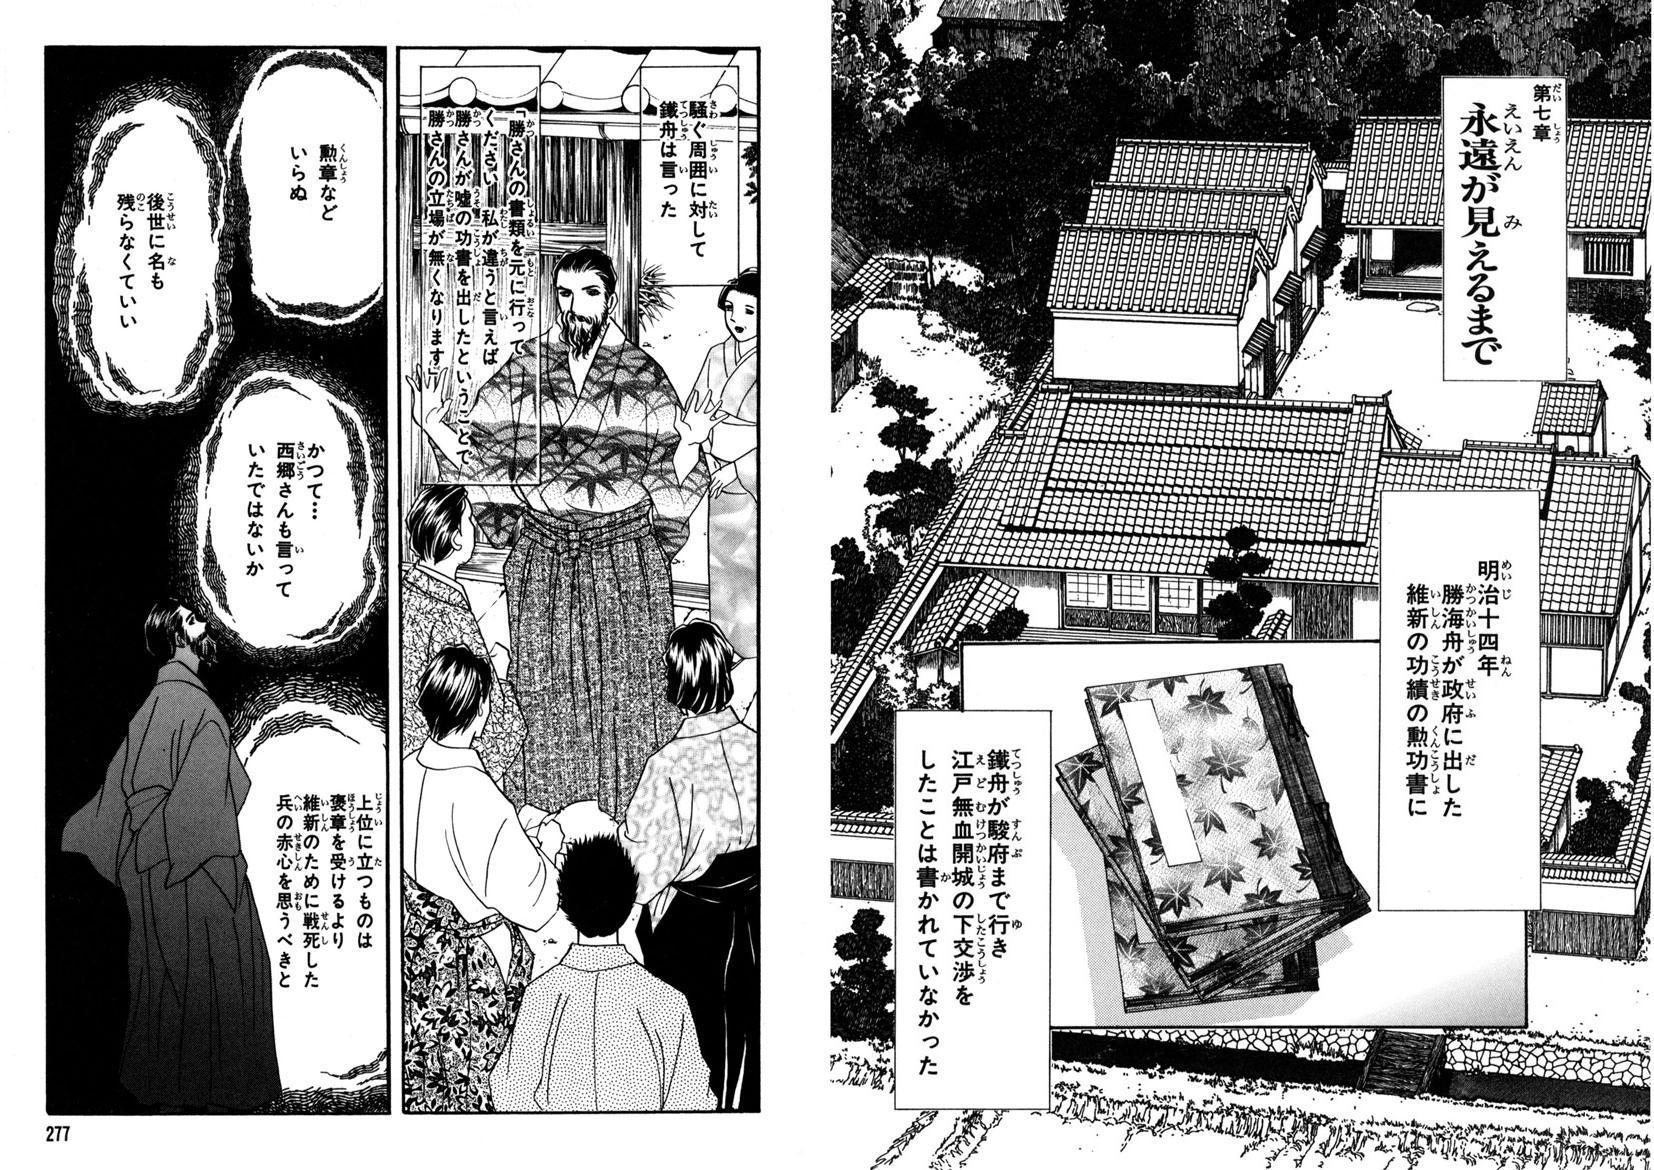 第七章
永遠が見えるまで
明治十四年
勝海舟が政府に出した
維新の功績の勲功書に
鐵舟が駿府まで行き
江戸無血開城の下交渉を
したことは書かれていなかった
騒ぐ周囲に対して
鐵舟は言った
「勝さんの書類を元に行って
ください 私が違うと言えば
勝さんが嘘の功書を出したということで
勝さんの立場が無くなります」
勲章など
いらぬ
後世に名も
残らなくていい
かつて…
西郷さんも言って
いたではないか
上位に立つものは
褒章を受けるより
維新のために戦死した
兵の赤心を思うべきと
277